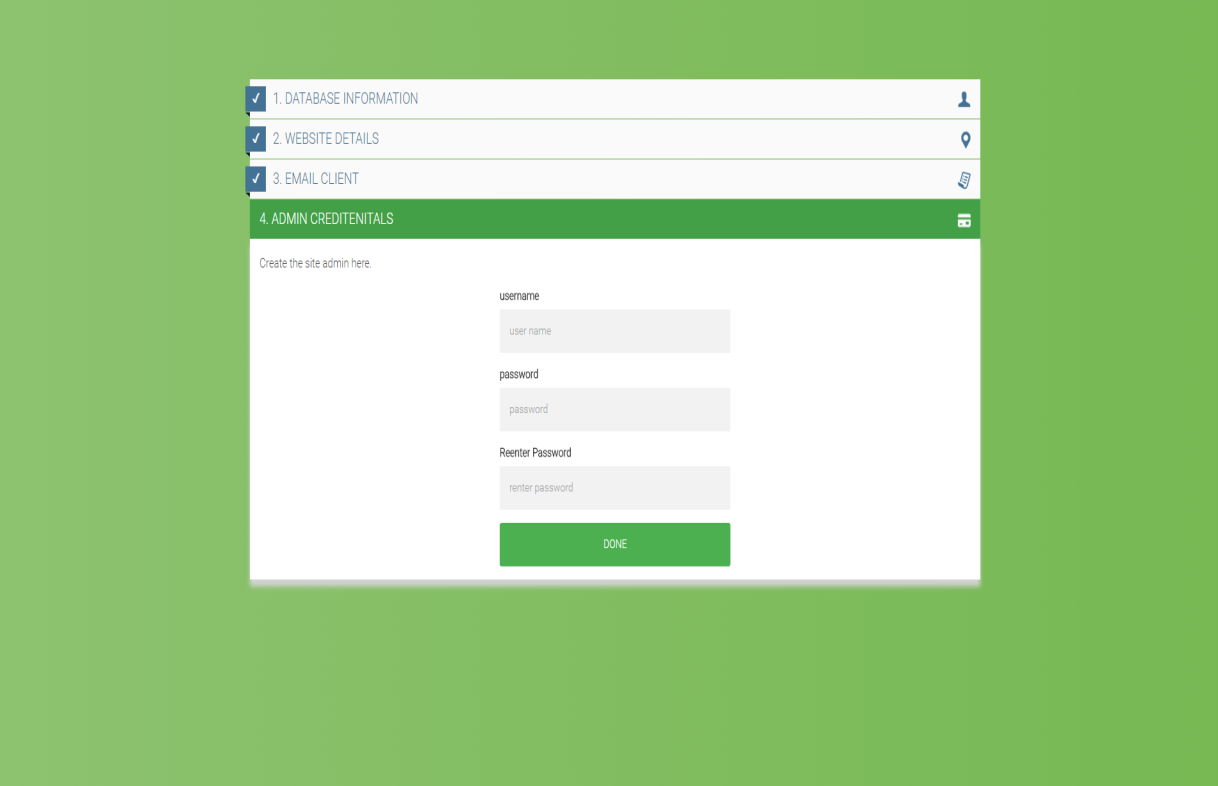 1. DATABASE INFORMATION
2. WEBSITE DETAILS
3. EMAIL CLIENT
4. ADMIN CREDITENITALS
Create the site admin here.
username
user name
password
password
Reenter Password
renter password
DONE